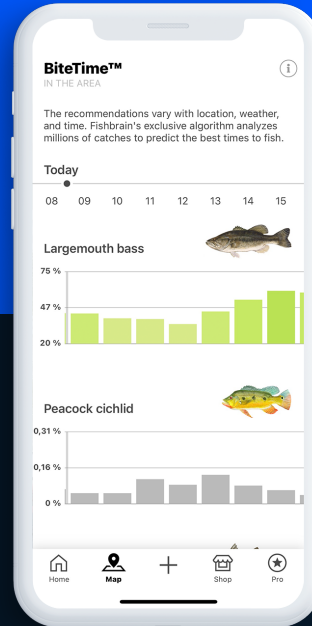 BiteTime™
IN THE AREA
The recommendations vary with location, weather,
and time. Fishbrain's exclusive algorithm analyzes
millions of catches to predict the best times to fish.
Today
08 09 10 11 12 13 14 15
Largemouth bass
75 %
47 %
20 %
Peacock cichlid
0,31 %
0,16 %
0 %
Home Map Shop Pro